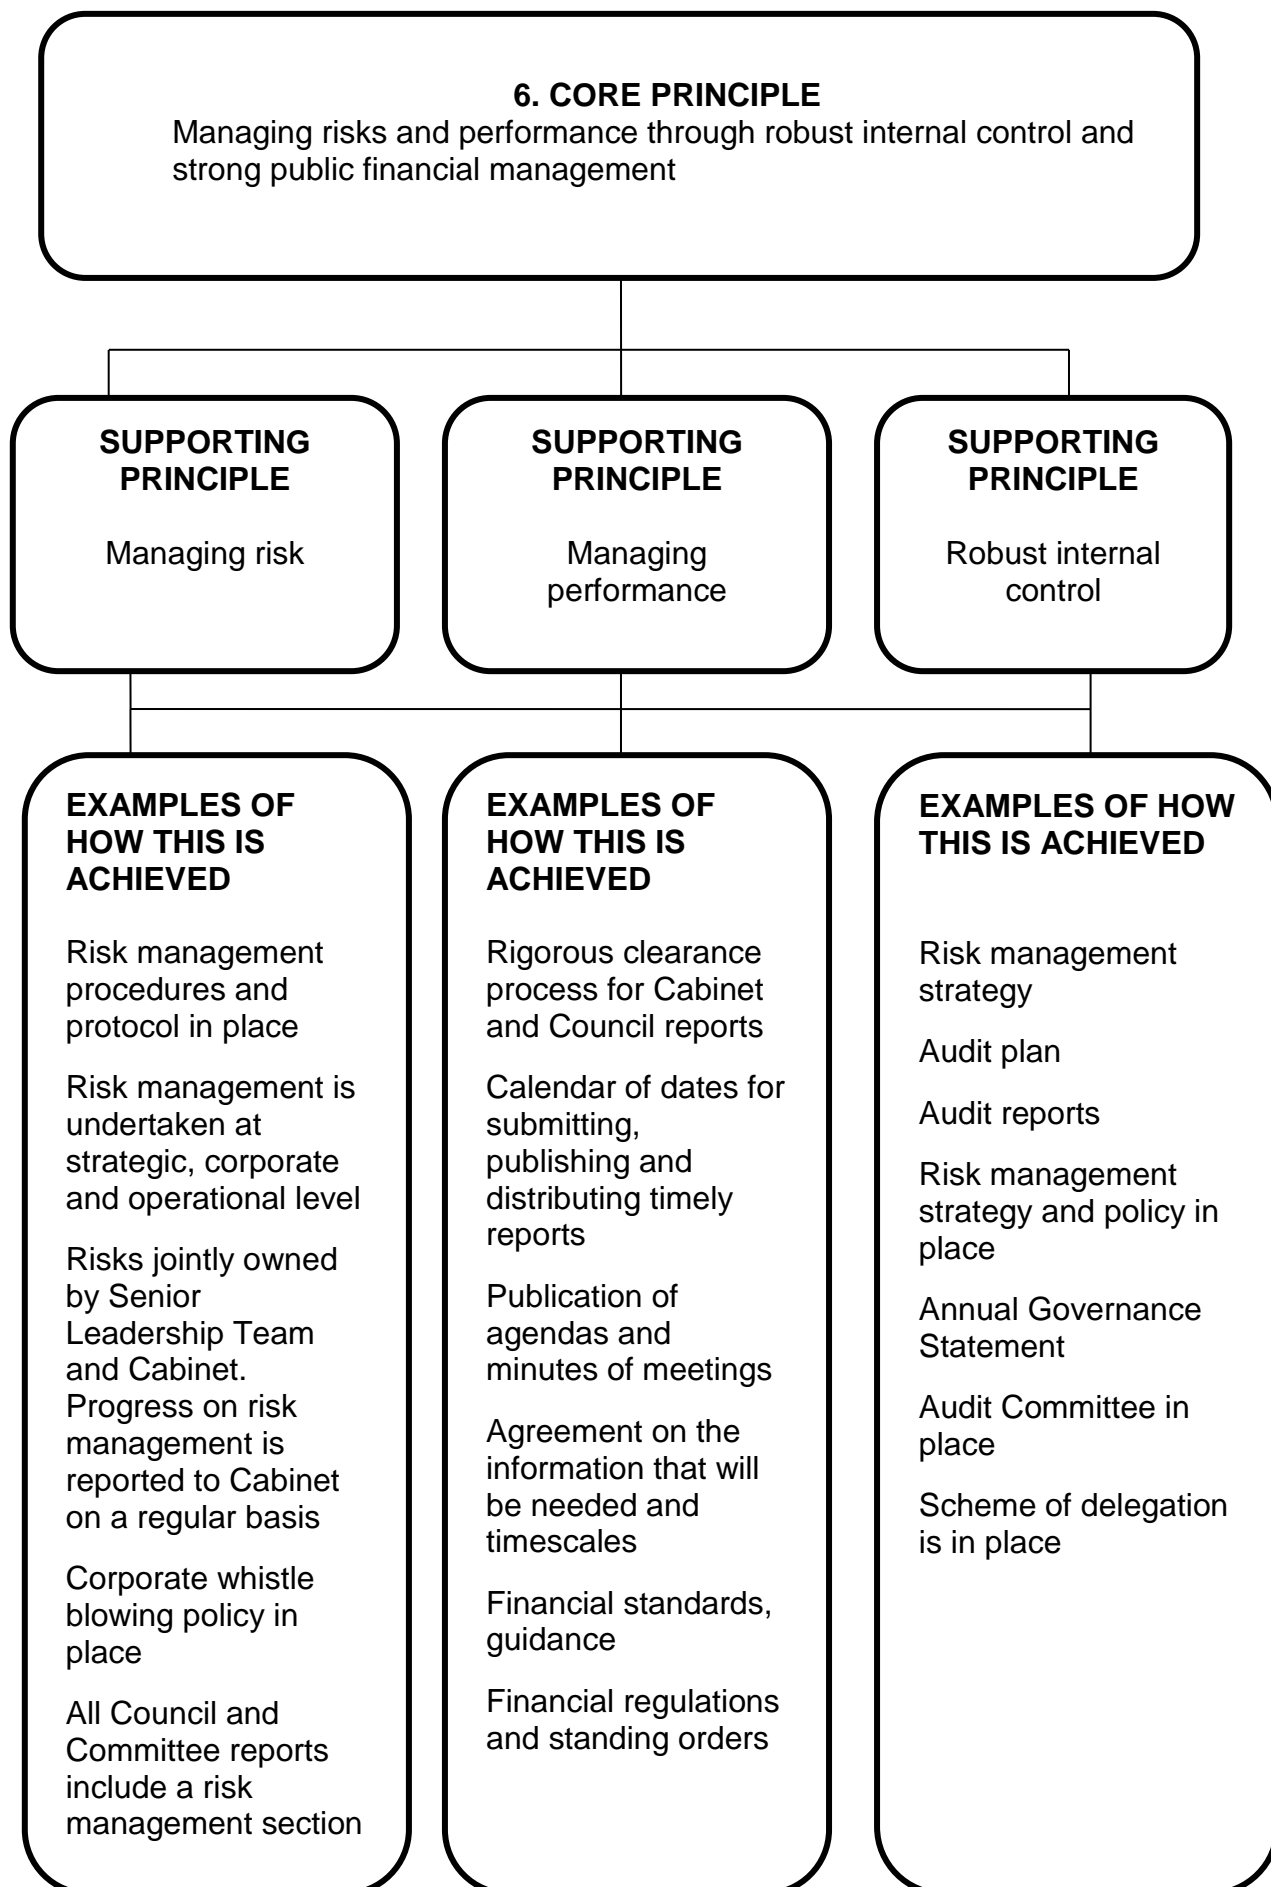 6. CORE PRINCIPLE
Managing risks and performance through robust internal control and
strong public financial management
SUPPORTING
PRINCIPLE
Managing risk
SUPPORTING
PRINCIPLE
Managing
performance
SUPPORTING
PRINCIPLE
Robust internal
control
EXAMPLES OF
HOW THIS IS
ACHIEVED
Risk management
procedures and
protocol in place
Risk management is
undertaken at
strategic, corporate
and operational level
Risks jointly owned
by Senior
Leadership Team
and Cabinet.
Progress on risk
management is
reported to Cabinet
on a regular basis
Corporate whistle
blowing policy in
place
All Council and
Committee reports
include a risk
management section
EXAMPLES OF
HOW THIS IS
ACHIEVED
Rigorous clearance
process for Cabinet
and Council reports
Calendar of dates for
submitting,
publishing and
distributing timely
reports
Publication of
agendas and
minutes of meetings
Agreement on the
information that will
be needed and
timescales
Financial standards,
guidance
Financial regulations
and standing orders
EXAMPLES OF HOW
THIS IS ACHIEVED
Risk management
strategy
Audit plan
Audit reports
Risk management
strategy and policy in
place
Annual Governance
Statement
Audit Committee in
place
Scheme of delegation
is in place